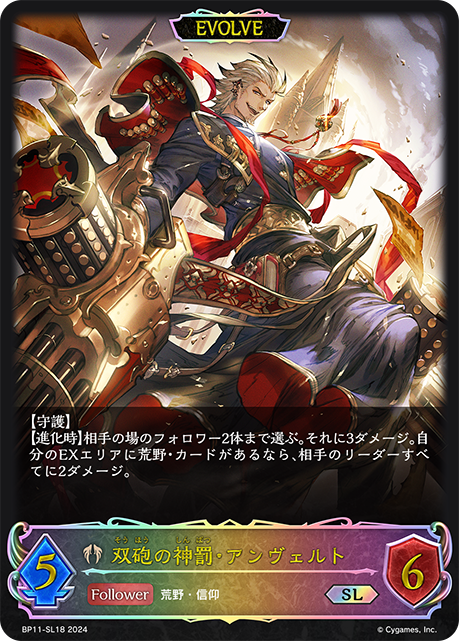 EVOLVE
【守護】
【進化時】相手の場のフォロワー2体まで選ぶ。それに3ダメージ。自
分のEXエリアに荒野・カードがあるなら、相手のリーダーすべ
てに2ダメージ。
そうほう しんばつ
双砲の神罰・アンヴェルト
5
Follower 荒野・信仰 SL
6
BP11-SL18 2024 © Cygames, Inc.